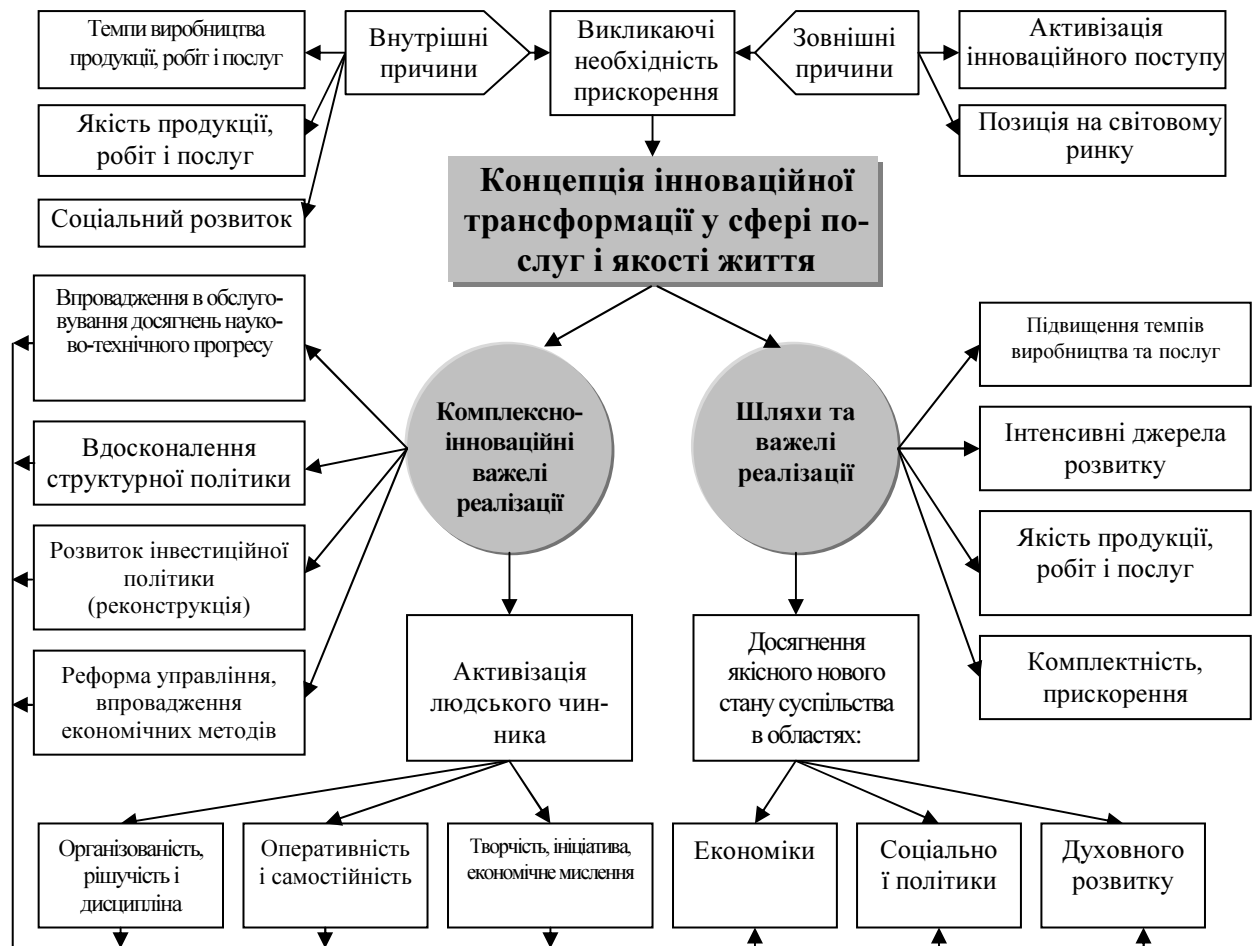 Темпи виробництва
продукції, робіт і послуг
Внутрішні
причини
Викликаючі
необхідність
прискорення
Зовнішні
причини
Активізація
інноваційного поступу
Якість продукції,
робіт і послуг
Позиція на світовому
ринку
Соціальний розвиток
Концепція інноваційної
трансформації у сфері по-
слуг і якості життя
Впровадження в обслуго-
вування досягнень науко-
во-технічного прогресу
Вдосконалення
структурної політики
Розвиток інвестиційної
політики
(реконструкція)
Реформа управління,
впровадження
економічних методів
Комплексно-
інноваційні
важелі
реалізації
Шляхи та
важелі
реалізації
Підвищення темпів
виробництва та послуг
Інтенсивні джерела
розвитку
Якість продукції,
робіт і послуг
Комплектність,
прискорення
Активізація
людського чин-
ника
Досягнення
якісного нового
стану суспільства
в областях:
Організованість,
рішучість і
дисципліна
Оперативність
і самостійність
Творчість, ініціатива,
економічне мислення
Економіки
Соціально
ї політики
Духовного
розвитку